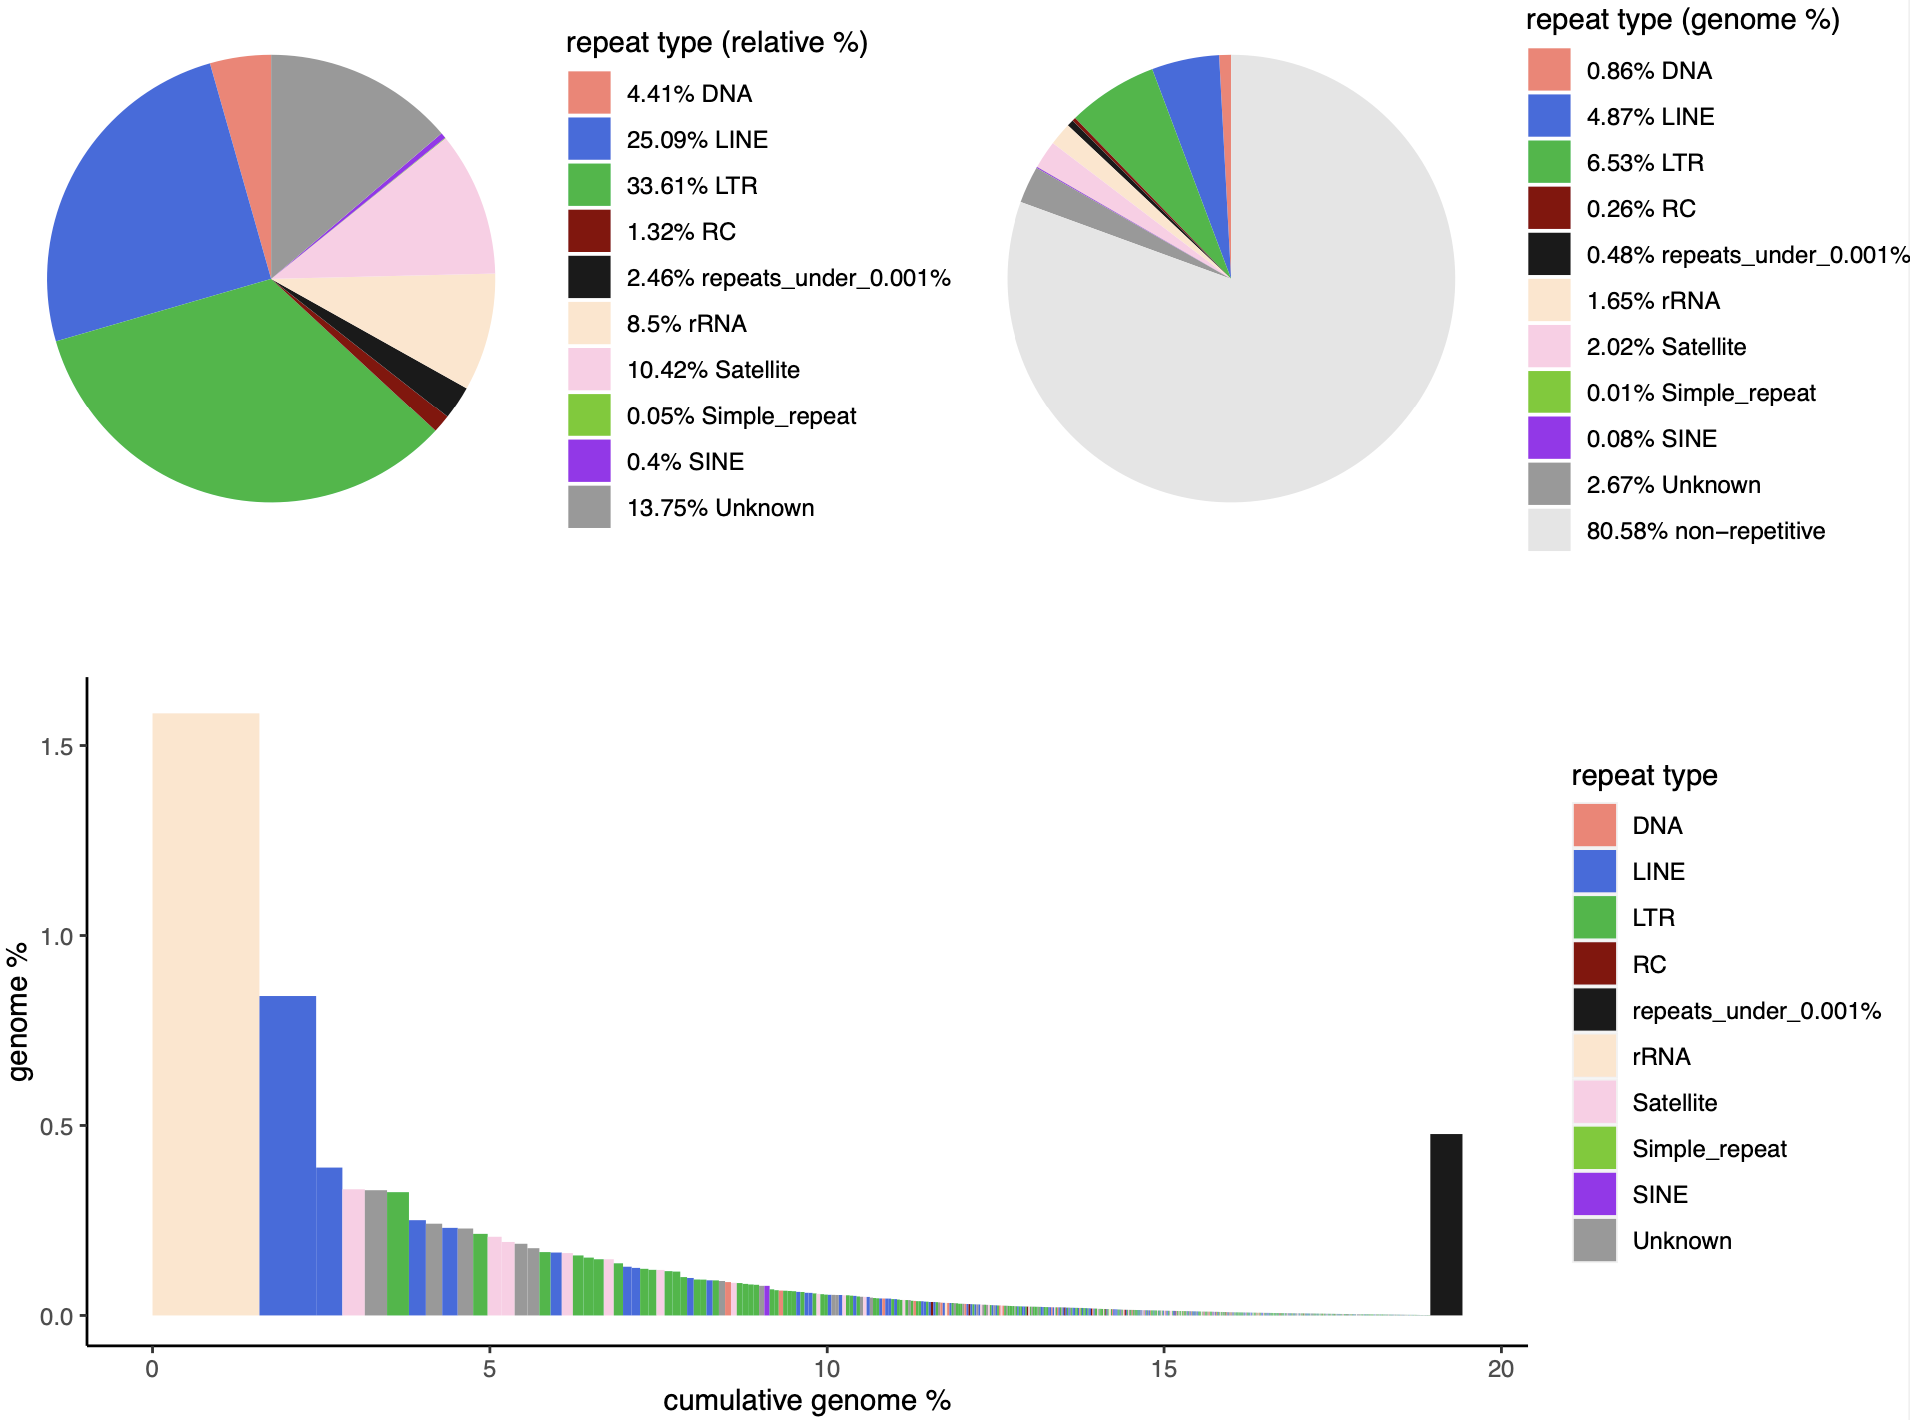 repeat type (relative %)
4.41% DNA
25.09% LINE
33.61% LTR
1.32% RC
2.46% repeats_under_0.001%
8.5% rRNA
10.42% Satellite
0.05% Simple_repeat
0.4% SINE
13.75% Unknown
repeat type (genome %)
0.86% DNA
4.87% LINE
6.53% LTR
0.26% RC
0.48% repeats_under_0.001%
1.65% rRNA
2.02% Satellite
0.01% Simple_repeat
0.08% SINE
2.67% Unknown
80.58% non−repetitive
genome %
1.5
1.0
0.5
0.0
0
5
10
15
20
cumulative genome %
repeat type
DNA
LINE
LTR
RC
repeats_under_0.001%
rRNA
Satellite
Simple_repeat
SINE
Unknown